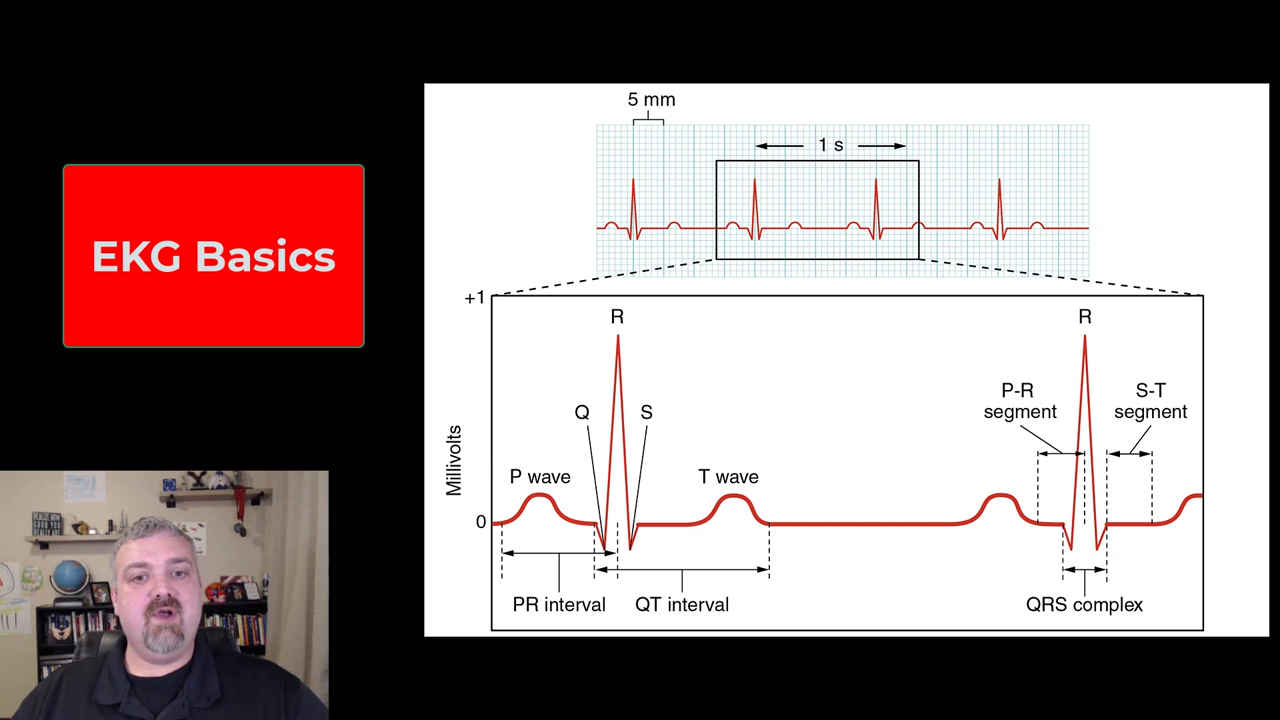 EKG Basics
5 mm
1 s
+1
R
R
P-R
segment
S-T
segment
Q
S
Millivolts
P wave
T wave
0
PR interval
QT interval
QRS complex